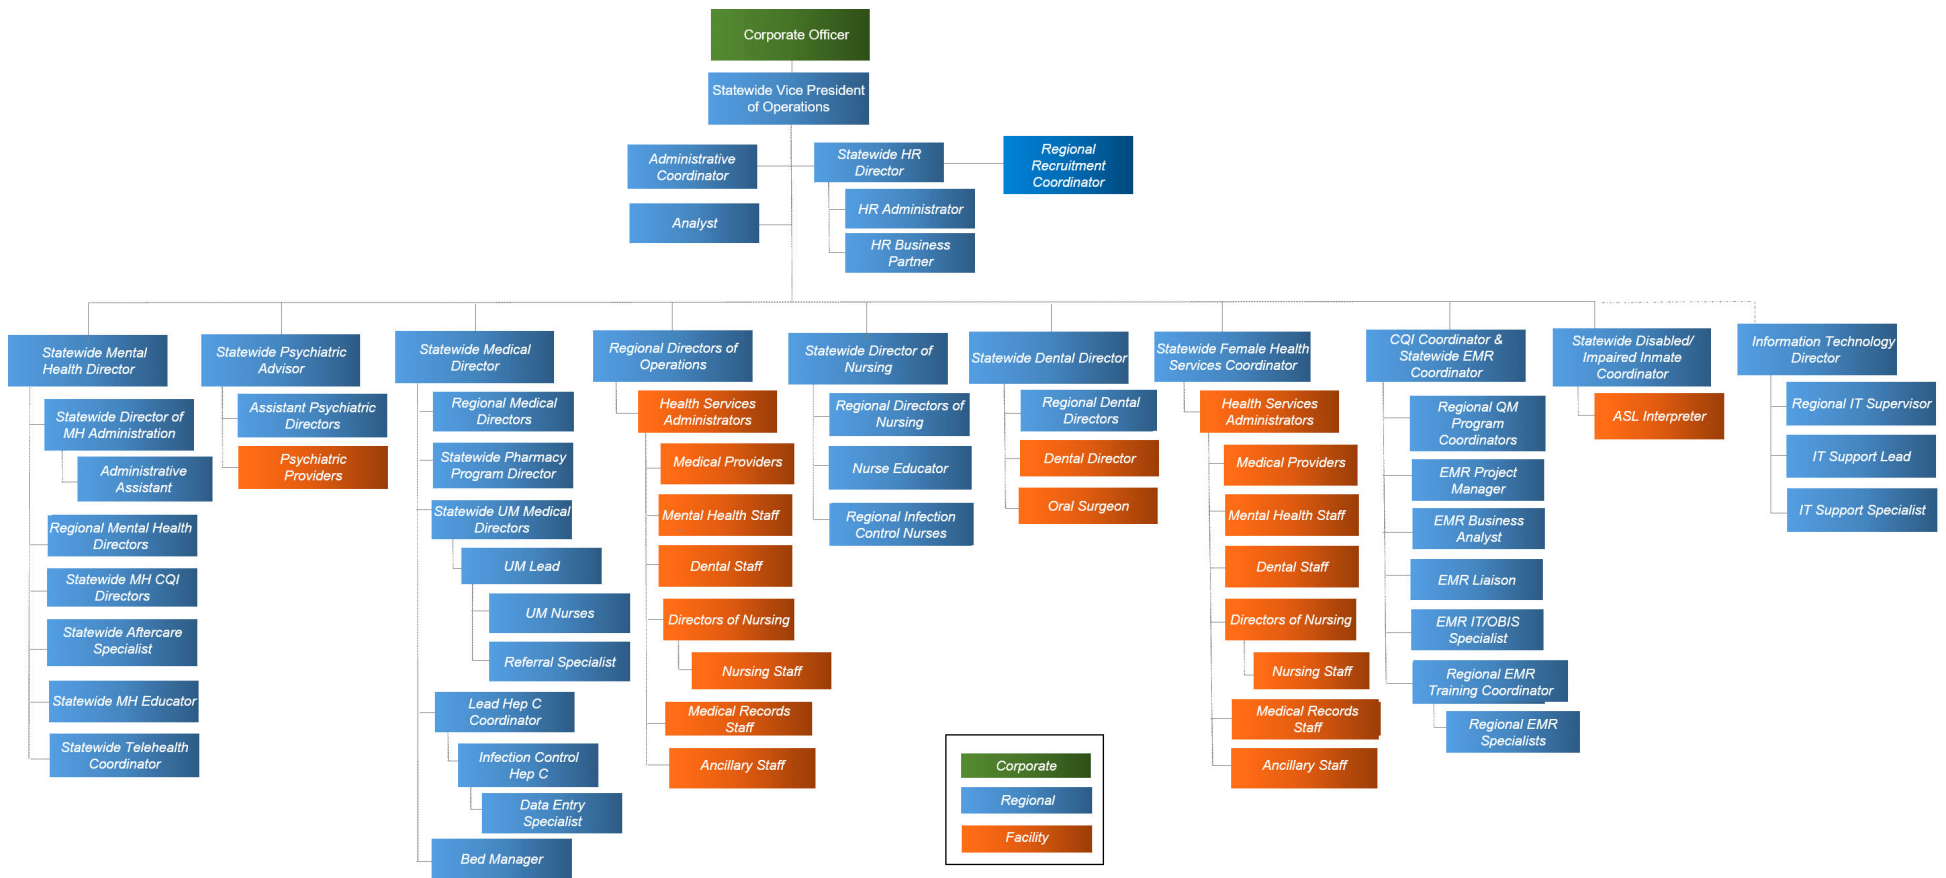 Corporate Officer
Statewide Vice President
of Operations
Administrative
Coordinator
Statewide HR
Director
Regional
Recruitment
Coordinator
Analyst
HR Administrator
HR Business
Partner
Statewide Mental
Health Director
Statewide Director of
MH Administration
Administrative
Assistant
Regional Mental Health
Directors
Statewide MH CQI
Directors
Statewide Aftercare
Specialist
Statewide MH Educator
Statewide Telehealth
Coordinator
Statewide Psychiatric
Advisor
Assistant Psychiatric
Directors
Psychiatric
Providers
Statewide Medical
Director
Regional Medical
Directors
Statewide Pharmacy
Program Director
Statewide UM Medical
Directors
UM Lead
UM Nurses
Referral Specialist
Lead Hep C
Coordinator
Infection Control
Hep C
Data Entry
Specialist
Bed Manager
Regional Directors of
Operations
Health Services
Administrators
Medical Providers
Mental Health Staff
Dental Staff
Directors of Nursing
Nursing Staff
Medical Records
Staff
Ancillary Staff
Statewide Director of
Nursing
Regional Directors of
Nursing
Nurse Educator
Regional Infection
Control Nurses
Statewide Dental Director
Regional Dental
Directors
Dental Director
Oral Surgeon
Statewide Female Health
Services Coordinator
Health Services
Administrators
Medical Providers
Mental Health Staff
Dental Staff
Directors of Nursing
Nursing Staff
Medical Records
Staff
Ancillary Staff
CQI Coordinator &
Statewide EMR
Coordinator
Regional QM
Program
Coordinators
EMR Project
Manager
EMR Business
Analyst
EMR Liaison
EMR IT/OBIS
Specialist
Regional EMR
Training Coordinator
Regional EMR
Specialists
Statewide Disabled/
Impaired Inmate
Coordinator
ASL Interpreter
Information Technology
Director
Regional IT Supervisor
IT Support Lead
IT Support Specialist
Corporate
Regional
Facility